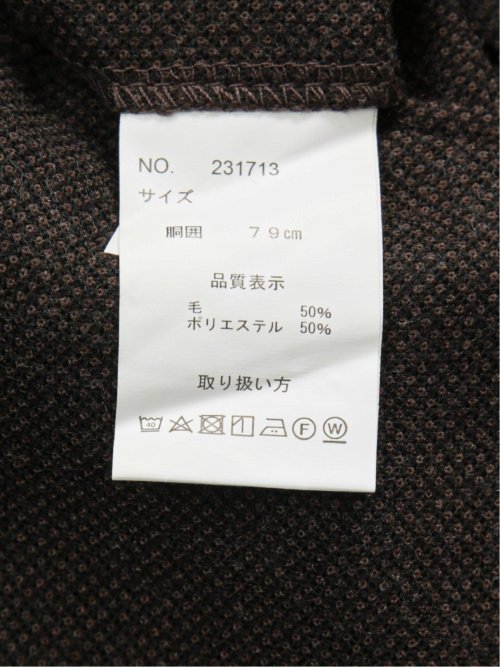 NO. 231713
サイズ
胴囲 79㎝
品質表示
毛 50%
ポリエステル 50%
取り扱い方
40 F W